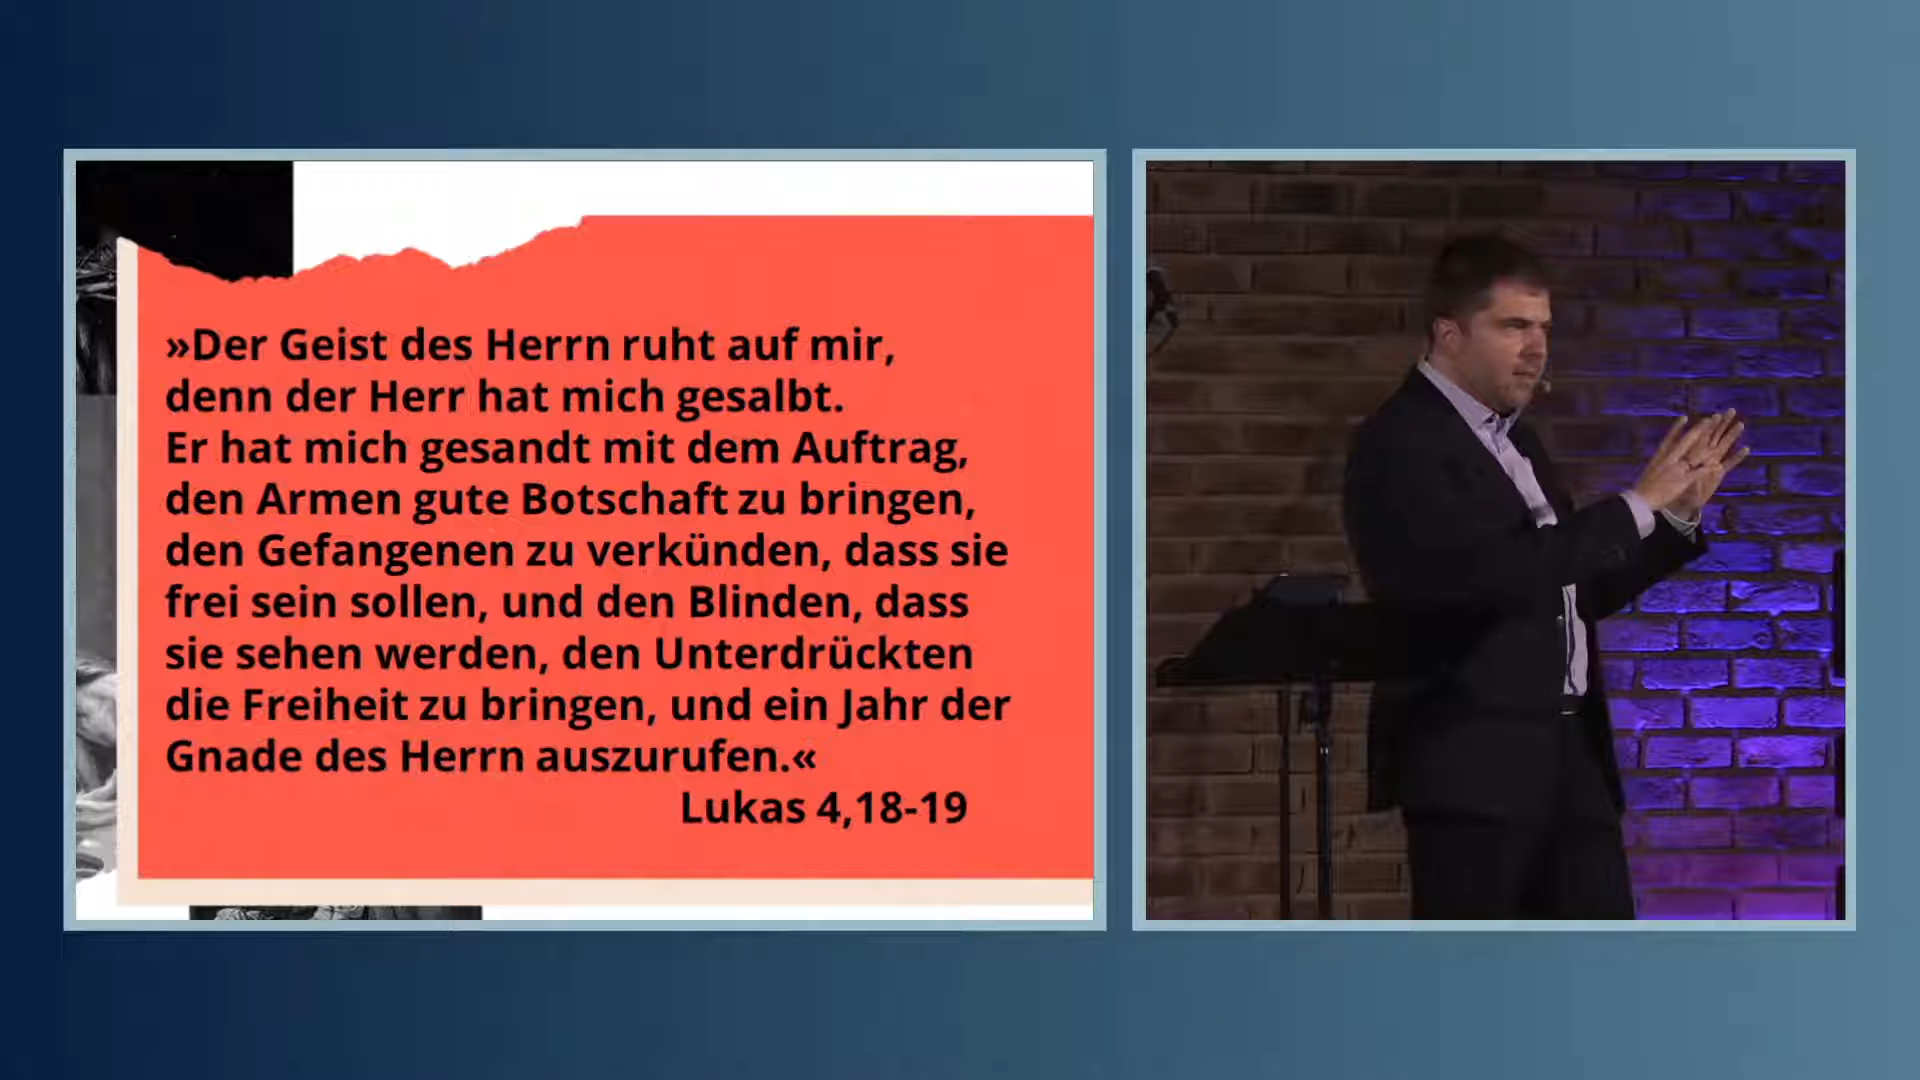 »Der Geist des Herrn ruht auf mir,
denn der Herr hat mich gesalbt.
Er hat mich gesandt mit dem Auftrag,
den Armen gute Botschaft zu bringen,
den Gefangenen zu verkünden, dass sie
frei sein sollen, und den Blinden, dass
sie sehen werden, den Unterdrückten
die Freiheit zu bringen, und ein Jahr der
Gnade des Herrn auszurufen.«
Lukas 4,18-19